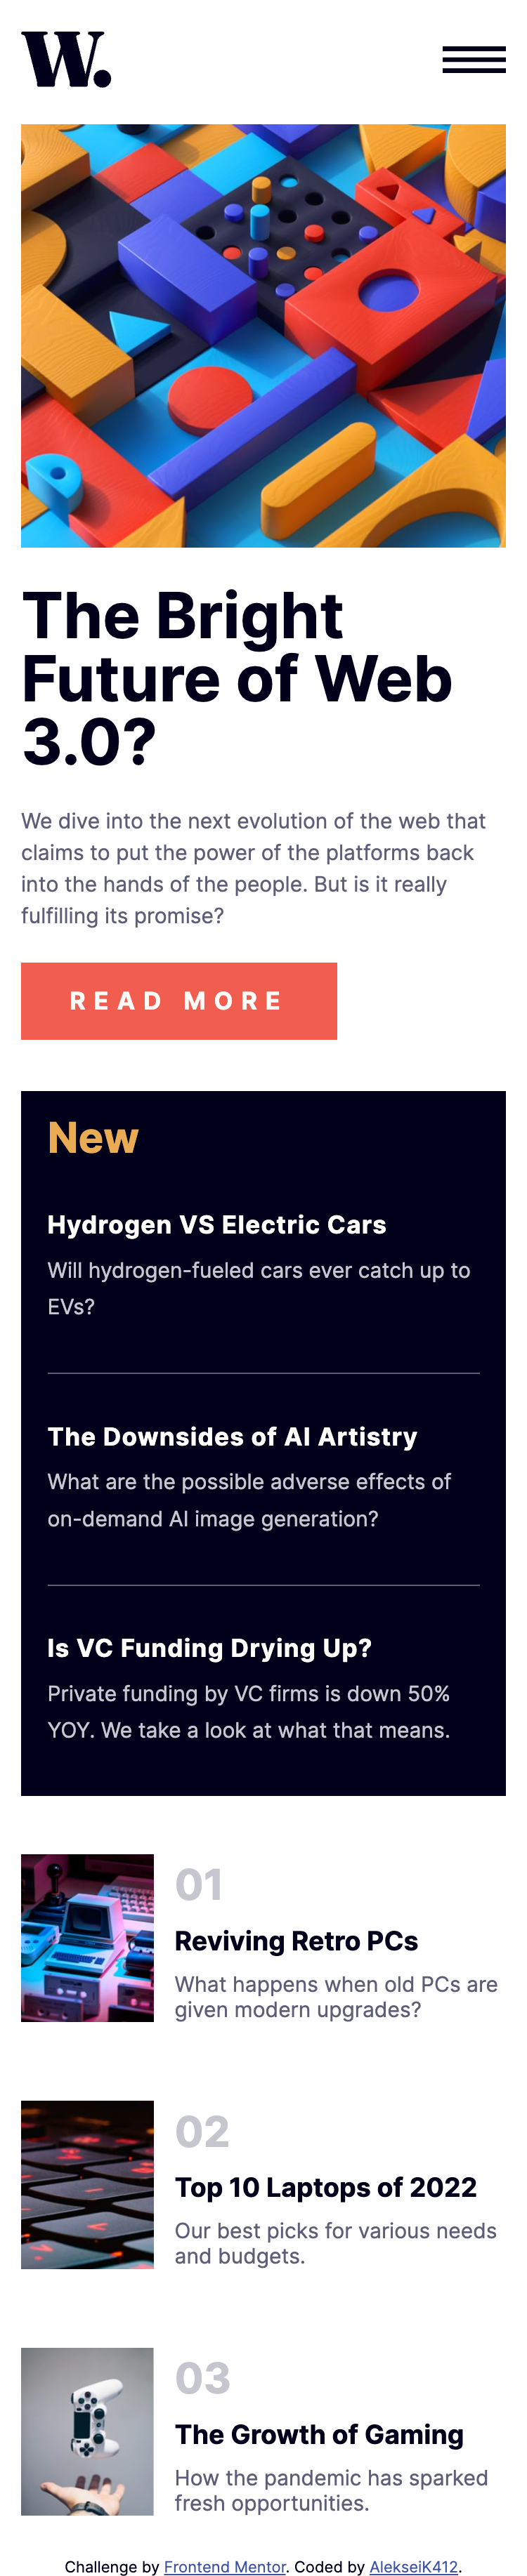 W.
The Bright
Future of Web
3.0?
We dive into the next evolution of the web that
claims to put the power of the platforms back
into the hands of the people. But is it really
fulfilling its promise?
READ MORE
New
Hydrogen VS Electric Cars
Will hydrogen-fueled cars ever catch up to
EVs?
The Downsides of AI Artistry
What are the possible adverse effects of
on-demand AI image generation?
Is VC Funding Drying Up?
Private funding by VC firms is down 50%
YOY. We take a look at what that means.
01
Reviving Retro PCs
What happens when old PCs are
given modern upgrades?
02
Top 10 Laptops of 2022
Our best picks for various needs
and budgets.
03
The Growth of Gaming
How the pandemic has sparked
fresh opportunities.
Challenge by Frontend Mentor. Coded by AlekseiK412.